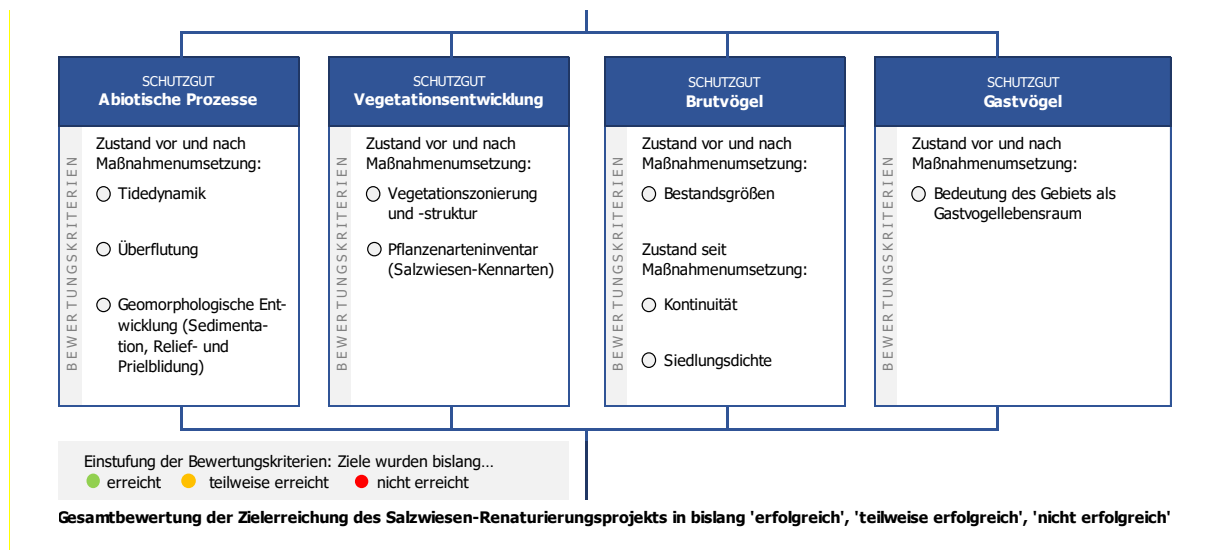 SCHUTZGUT
Abiotische Prozesse
BEWERTUNGSKRITERIEN
Zustand vor und nach
Maßnahmenumsetzung:
Tidedynamik
Überflutung
Geomorphologische Ent-
wicklung (Sedimenta-
tion, Relief- und
Prielblidung)
SCHUTZGUT
Vegetationsentwicklung
BEWERTUNGSKRITERIEN
Zustand vor und nach
Maßnahmenumsetzung:
Vegetationszonierung
und -struktur
Pflanzenarteninventar
(Salzwiesen-Kennarten)
SCHUTZGUT
Brutvögel
BEWERTUNGSKRITERIEN
Zustand vor und nach
Maßnahmenumsetzung:
Bestandsgrößen
Zustand seit
Maßnahmenumsetzung:
Kontinuität
Siedlungsdichte
SCHUTZGUT
Gastvögel
BEWERTUNGSKRITERIEN
Zustand vor und nach
Maßnahmenumsetzung:
Bedeutung des Gebiets als
Gastvogellebensraum
Einstufung der Bewertungskriterien: Ziele wurden bislang...
erreicht teilweise erreicht nicht erreicht
Gesamtbewertung der Zielerreichung des Salzwiesen-Renaturierungsprojekts in bislang 'erfolgreich', 'teilweise erfolgreich', 'nicht erfolgreich'